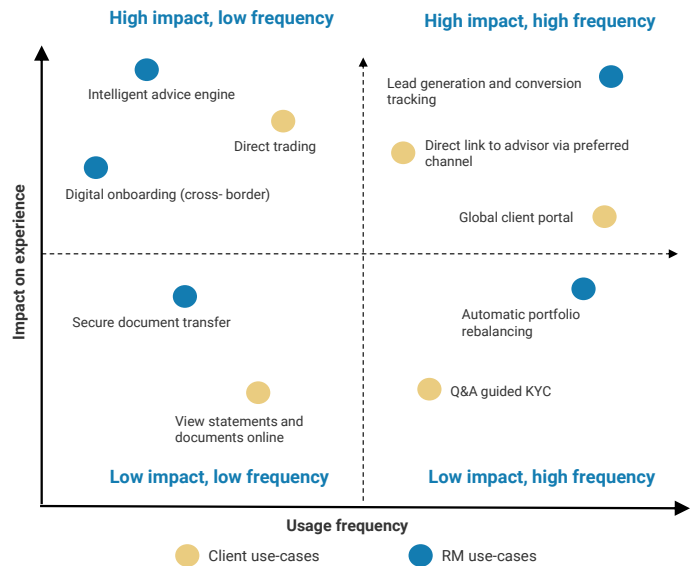 High impact, low frequency
High impact, high frequency
Intelligent advice engine
Lead generation and conversion
tracking
Direct trading
Direct link to advisor via preferred
channel
Digital onboarding (cross- border)
Global client portal
Impact on experience
Secure document transfer
Automatic portfolio
rebalancing
View statements and
documents online
Q&A guided KYC
Low impact, low frequency
Low impact, high frequency
Usage frequency
Client use-cases
RM use-cases